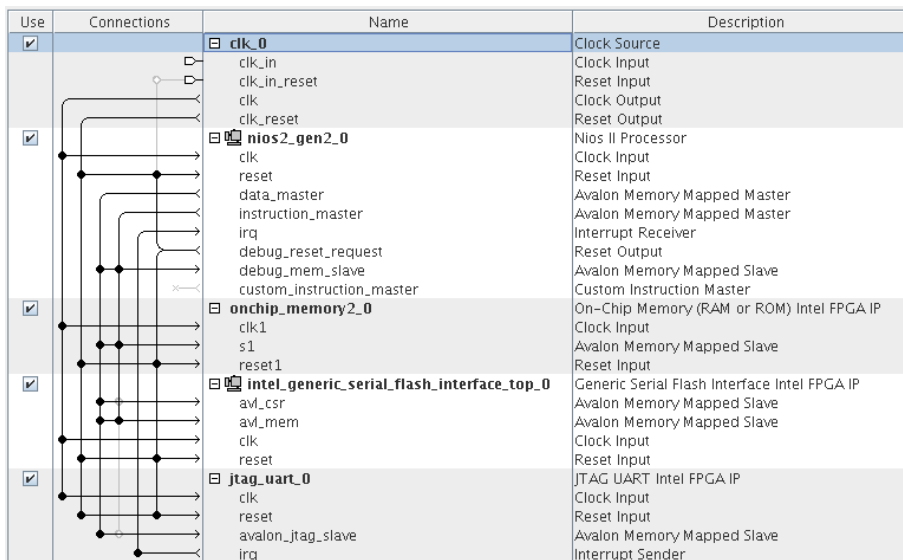 Use Connections Name Description
clk_0 Clock Source
clk_in Clock Input
clk_in_reset Reset Input
clk Clock Output
clk_reset Reset Output
nios2_gen2_0 Nios II Processor
clk Clock Input
reset Reset Input
data_master Avalon Memory Mapped Master
instruction_master Avalon Memory Mapped Master
irq Interrupt Receiver
debug_reset_request Reset Output
debug_mem_slave Avalon Memory Mapped Slave
custom_instruction_master Custom Instruction Master
onchip_memory2_0 On-Chip Memory (RAM or ROM) Intel FPGA IP
clk1 Clock Input
s1 Avalon Memory Mapped Slave
reset1 Reset Input
intel_generic_serial_flash_interface_top_0 Generic Serial Flash Interface Intel FPGA IP
avl_csr Avalon Memory Mapped Slave
avl_mem Avalon Memory Mapped Slave
clk Clock Input
reset Reset Input
jtag_uart_0 JTAG UART Intel FPGA IP
clk Clock Input
reset Reset Input
avalon_jtag_slave Avalon Memory Mapped Slave
irq Interrupt Sender